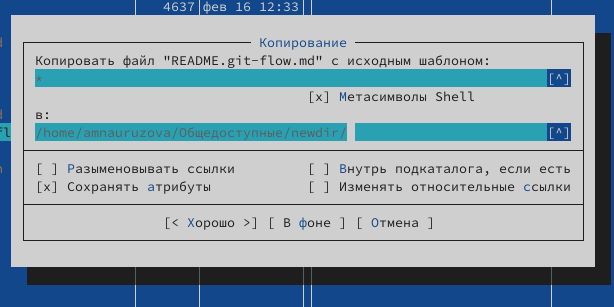 4637 фев 16 12:33
Копирование
Копировать файл "README.git-flow.md" с исходным шаблоном:
* [^]
[x] Метасимволы Shell
в:
/home/amnauruzova/Общедоступные/newdir/ [^]
[ ] Разыменовывать ссылки [ ] Внутрь подкаталога, если есть
[x] Сохранять атрибуты [ ] Изменять относительные ссылки
[< Хорошо >] [ В фоне ] [ Отмена ]